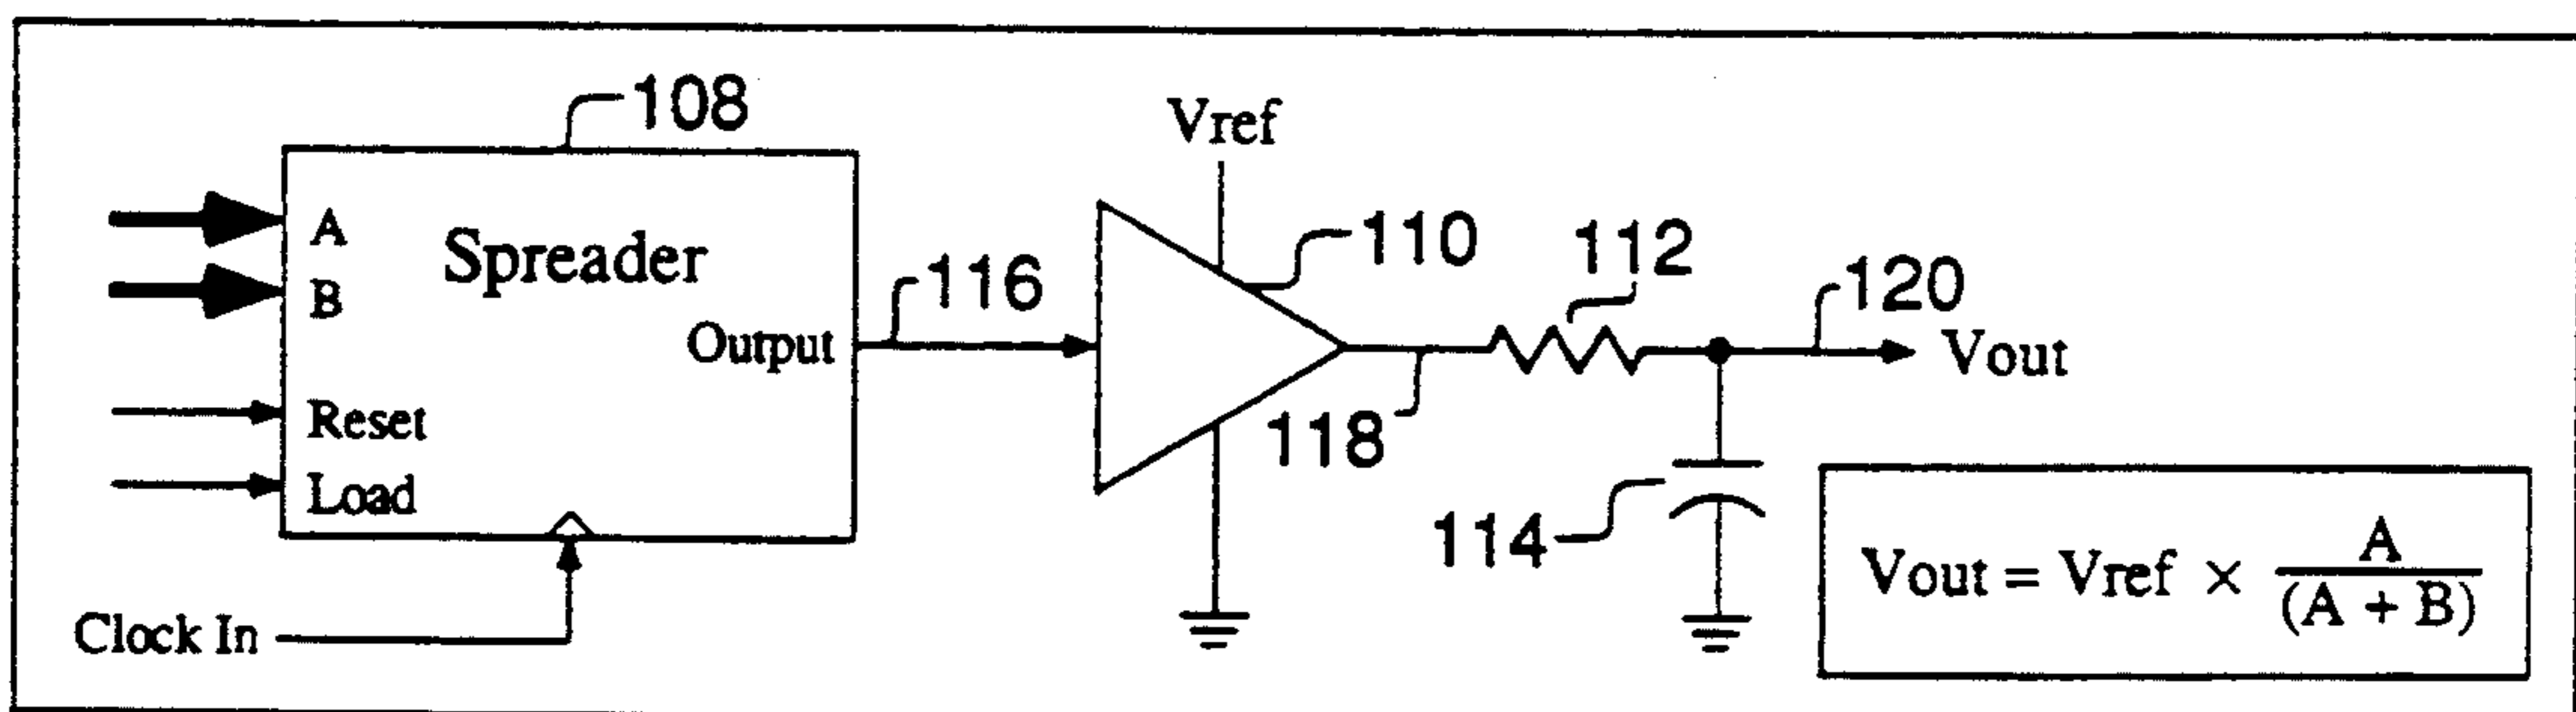 108
Vref
A
Spreader
B
110
112
116
120
Output
Vout
Reset
118
Load
114
Vout = Vref × A / (A + B)
Clock In